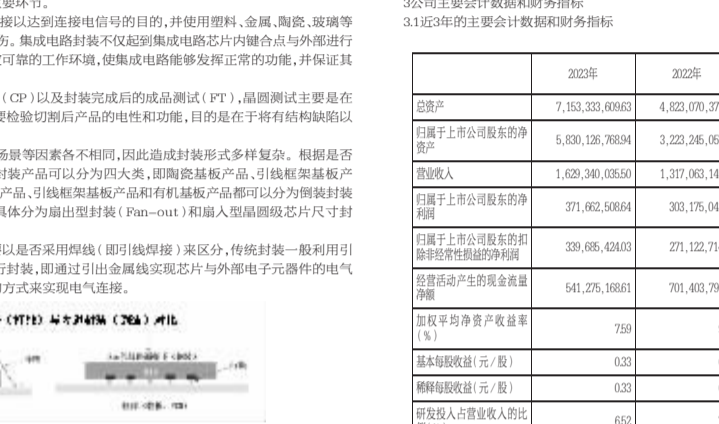 要环节。
接以达到连接电信号的目的,并使用塑料、金属、陶瓷、玻璃等
伤。集成电路封装不仅起到集成电路芯片内键合点与外部进行
可靠的工作环境,使集成电路能够发挥正常的功能,并保证其
(CP)以及封装完成后的成品测试(FT),晶圆测试主要是在
要检验切割后产品的电性和功能,目的是在于将有结构缺陷以
场景等因素各不相同,因此造成封装形式多样复杂。根据是否
封装产品可以分为四大类,即陶瓷基板产品、引线框架基板产
产品、引线框架基板产品和有机基板产品都可以分为倒装封装
具体分为扇出型封装(Fan-out)和扇入型晶圆级芯片尺寸封
以是否采用焊线(即引线焊接)来区分,传统封装一般利用引
行封装,即通过引出金属线实现芯片与外部电子元器件的电气
方式来实现电气连接。
3公司主要会计数据和财务指标
3.1近3年的主要会计数据和财务指标
2023年 2022年
总资产 7,153,333,609.63 4,823,070,37
归属于上市公司股东的净
资产 5,830,126,768.94 3,223,245,05
营业收入 1,629,340,035.50 1,317,063,14
归属于上市公司股东的净
利润 371,662,508.64 303,175,04
归属于上市公司股东的扣
除非经常性损益的净利润 339,685,424.03 271,122,71
经营活动产生的现金流量
净额 541,275,168.61 701,403,79
加权平均净资产收益率
(%) 7.59
基本每股收益(元/股) 0.33
稀释每股收益(元/股) 0.33
研发投入占营业收入的比
6.52